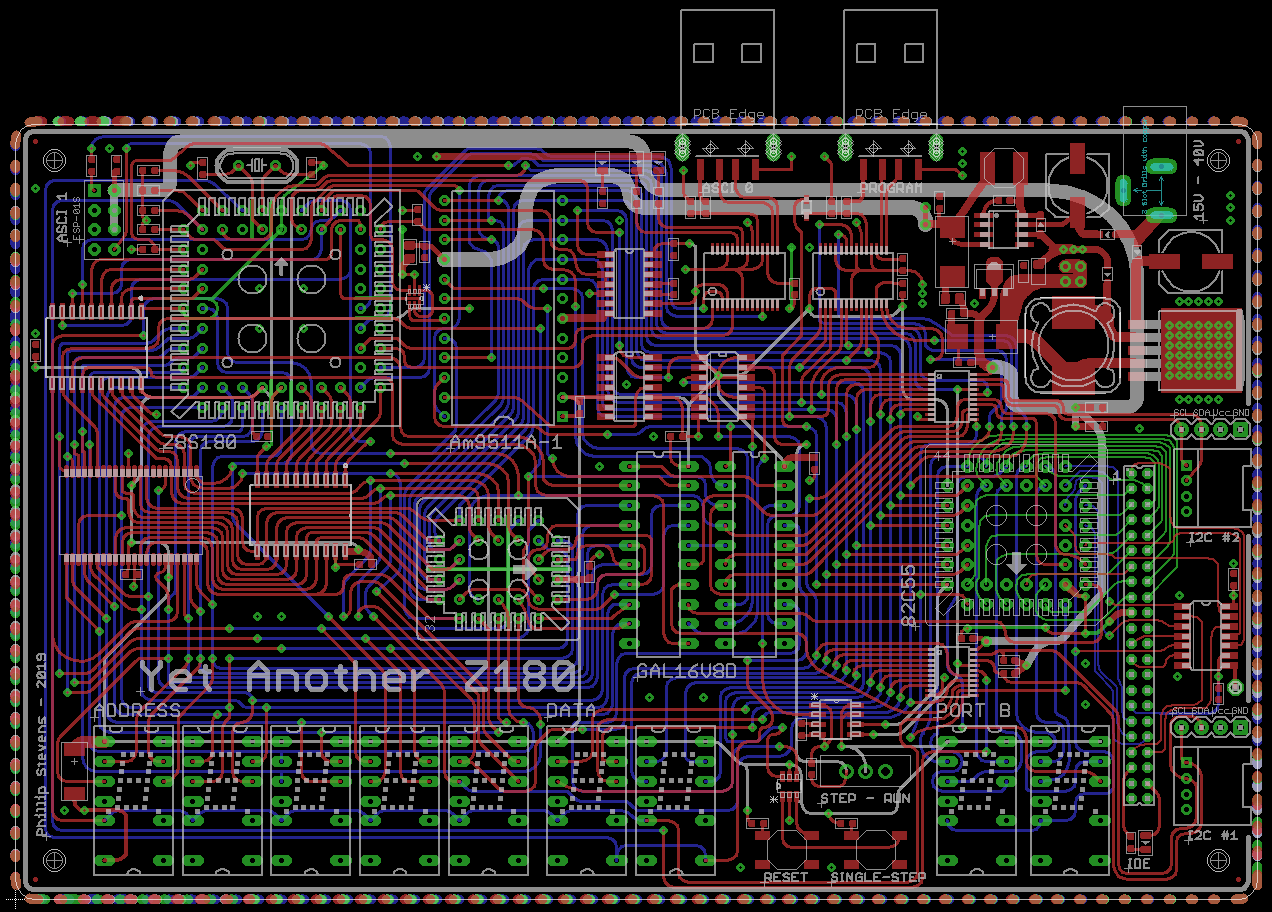 PCB Edge
PCB Edge
ASCI 0
PROGRAM
15V - 40V
ASCI 1
ESP-01S
Z8S180
Am9511A-1
SCL SDA Vcc GND
I2C #2
82C55
32
1
GAL16V8D
Yet Another Z180
ADDRESS
DATA
PORT B
SCL SDA Vcc GND
Phillip Stevens - 2019
STEP - RUN
I2C #1
IDE
RESET
SINGLE-STEP